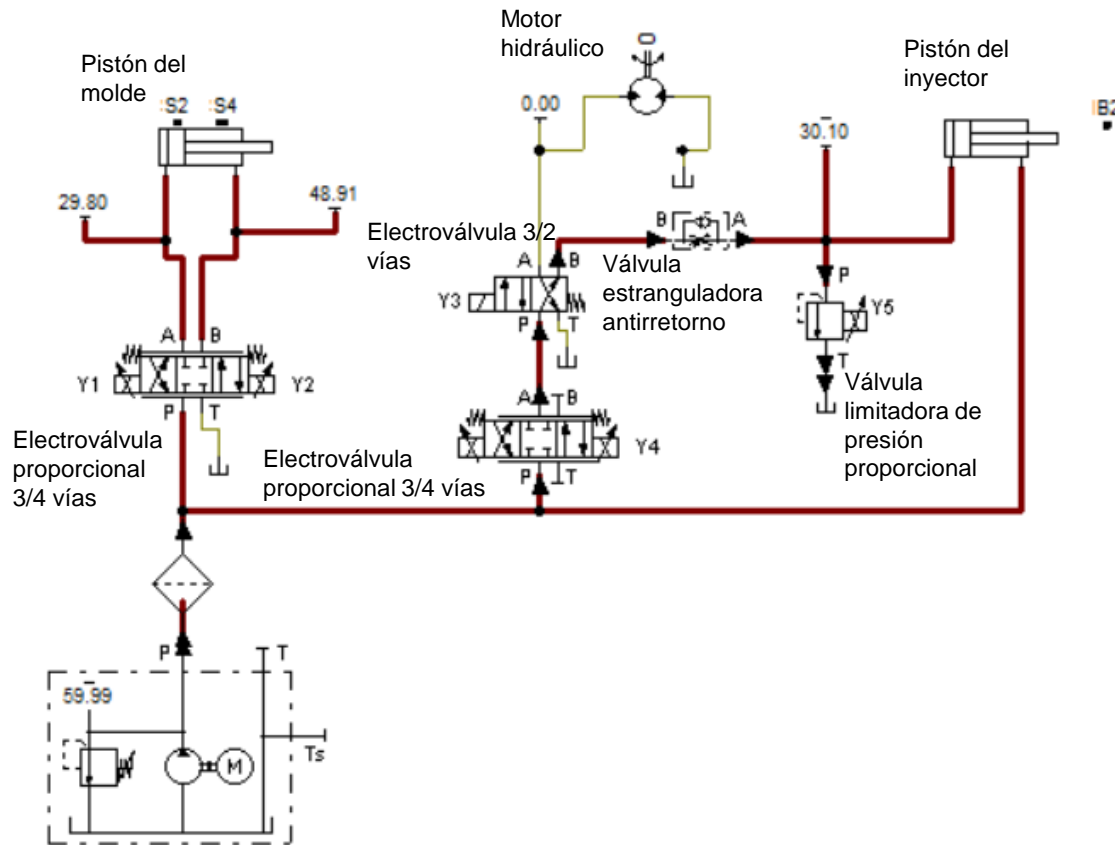 Motor
hidráulico
Pistón del
inyector
Pistón del
molde
S2
S4
0.00
30.10
B2
29.80
48.91
Electroválvula 3/2
vías
B
A
A
B
Válvula
estranguladora
antirretorno
Y3
P
T
P
Y5
T
A
B
Y1
Y2
P
T
Válvula
limitadora de
presión
proporcional
A
B
Y4
P
T
Electroválvula
proporcional
3/4 vías
Electroválvula
proporcional 3/4 vías
P
T
59.99
Ts
M